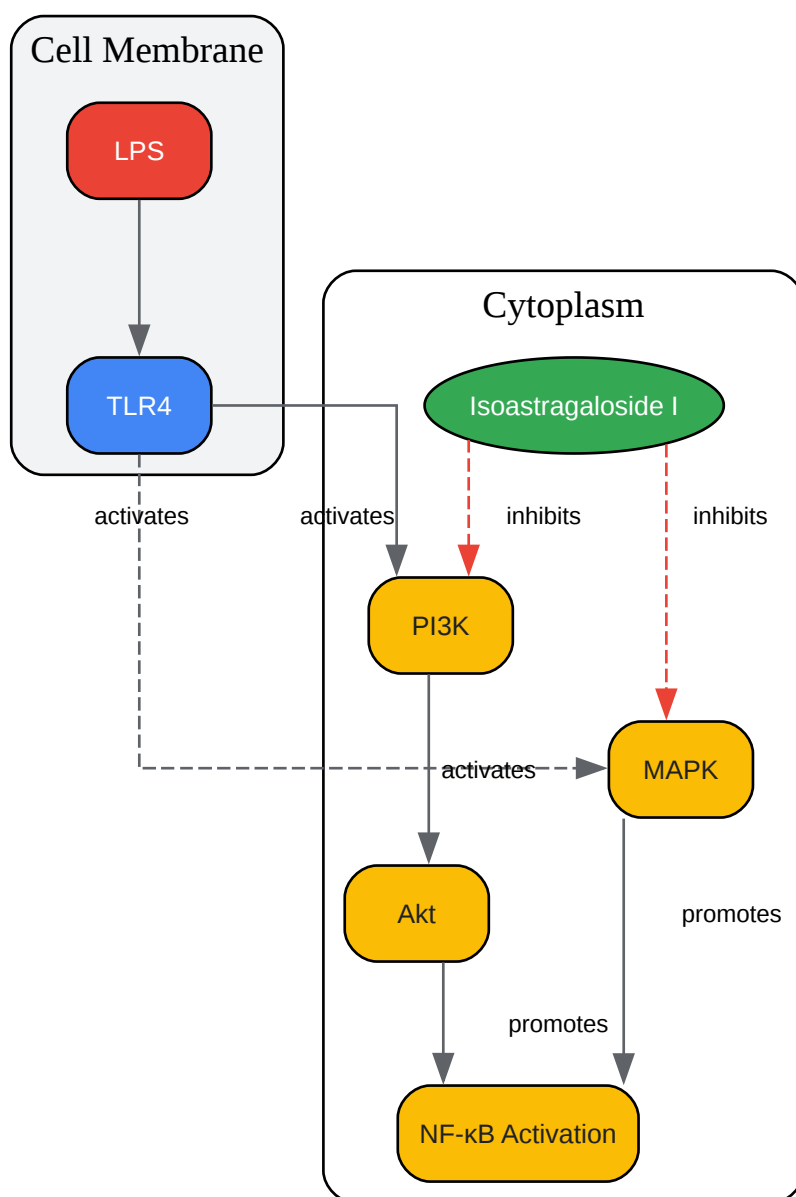 Cell Membrane
LPS
Cytoplasm
TLR4
Isoastragaloside I
activates
activates
inhibits
inhibits
PI3K
activates
MAPK
Akt
promotes
promotes
NF-κB Activation